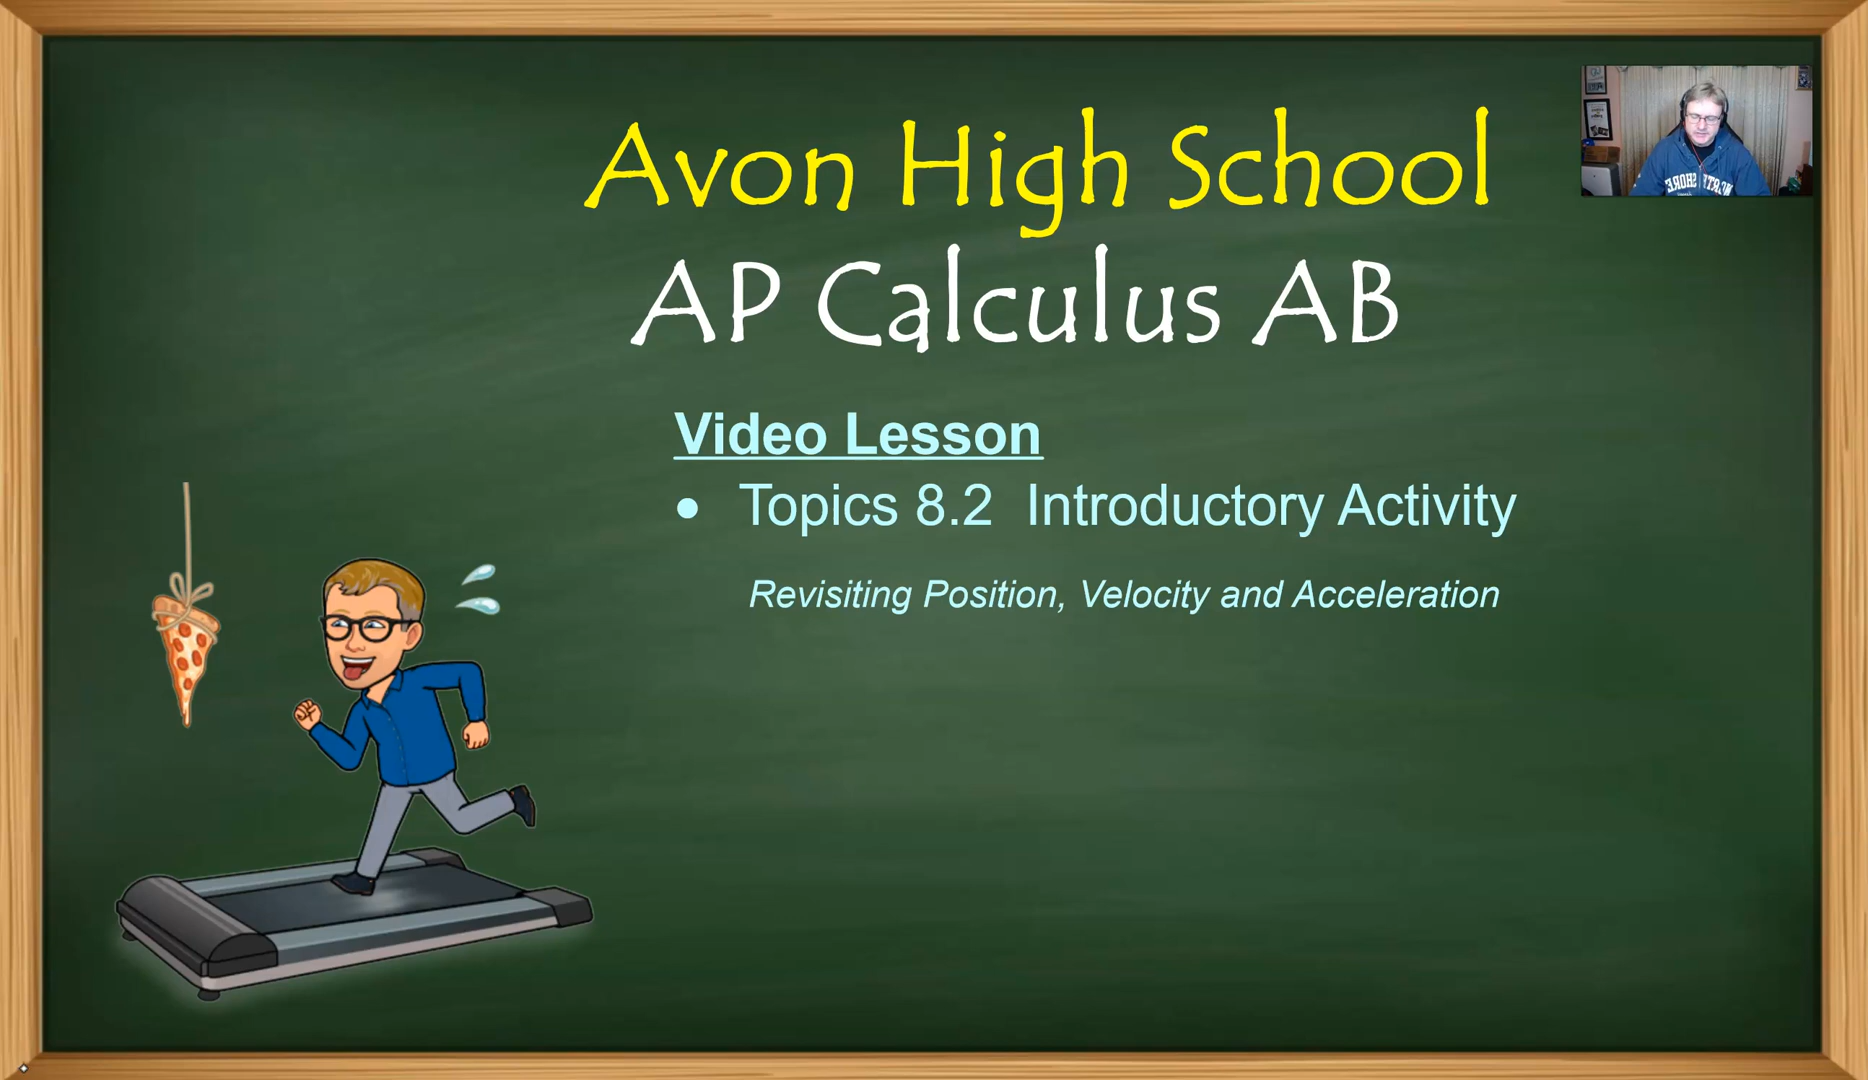 Avon High School
AP Calculus AB
Video Lesson
• Topics 8.2 Introductory Activity
Revisiting Position, Velocity and Acceleration